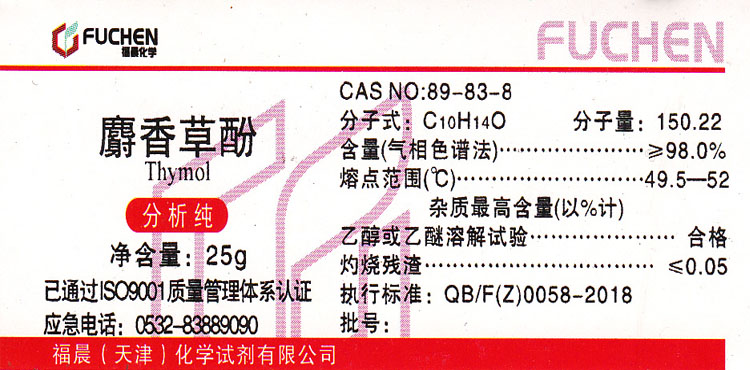 FUCHEN
福晨化学
FUCHEN
麝香草酚
Thymol
分析纯
净含量：25g
已通过ISO9001质量管理体系认证
应急电话：0532-83889090
CAS NO:89-83-8
分子式：C10H14O 分子量：150.22
含量(气相色谱法)⋯⋯⋯⋯⋯⋯≥98.0%
熔点范围(℃)⋯⋯⋯⋯⋯⋯⋯⋯49.5—52
杂质最高含量(以%计)
乙醇或乙醚溶解试验⋯⋯⋯⋯⋯⋯合格
灼烧残渣⋯⋯⋯⋯⋯⋯⋯⋯⋯⋯≤0.05
执行标准：QB/F(Z)0058-2018
批号：
福晨（天津）化学试剂有限公司